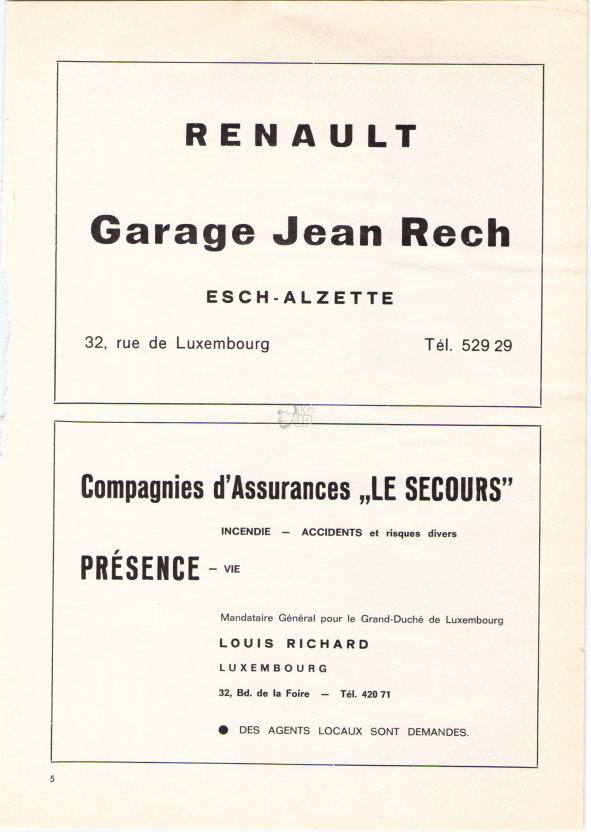 RENAULT
Garage Jean Rech
ESCH-ALZETTE
32, rue de Luxembourg Tél. 529 29
Compagnies d'Assurances „LE SECOURS”
INCENDIE — ACCIDENTS et risques divers
PRÉSENCE – VIE
Mandataire Général pour le Grand-Duché de Luxembourg
LOUIS RICHARD
LUXEMBOURG
32, Bd. de la Foire — Tél. 420 71
● DES AGENTS LOCAUX SONT DEMANDES.
5